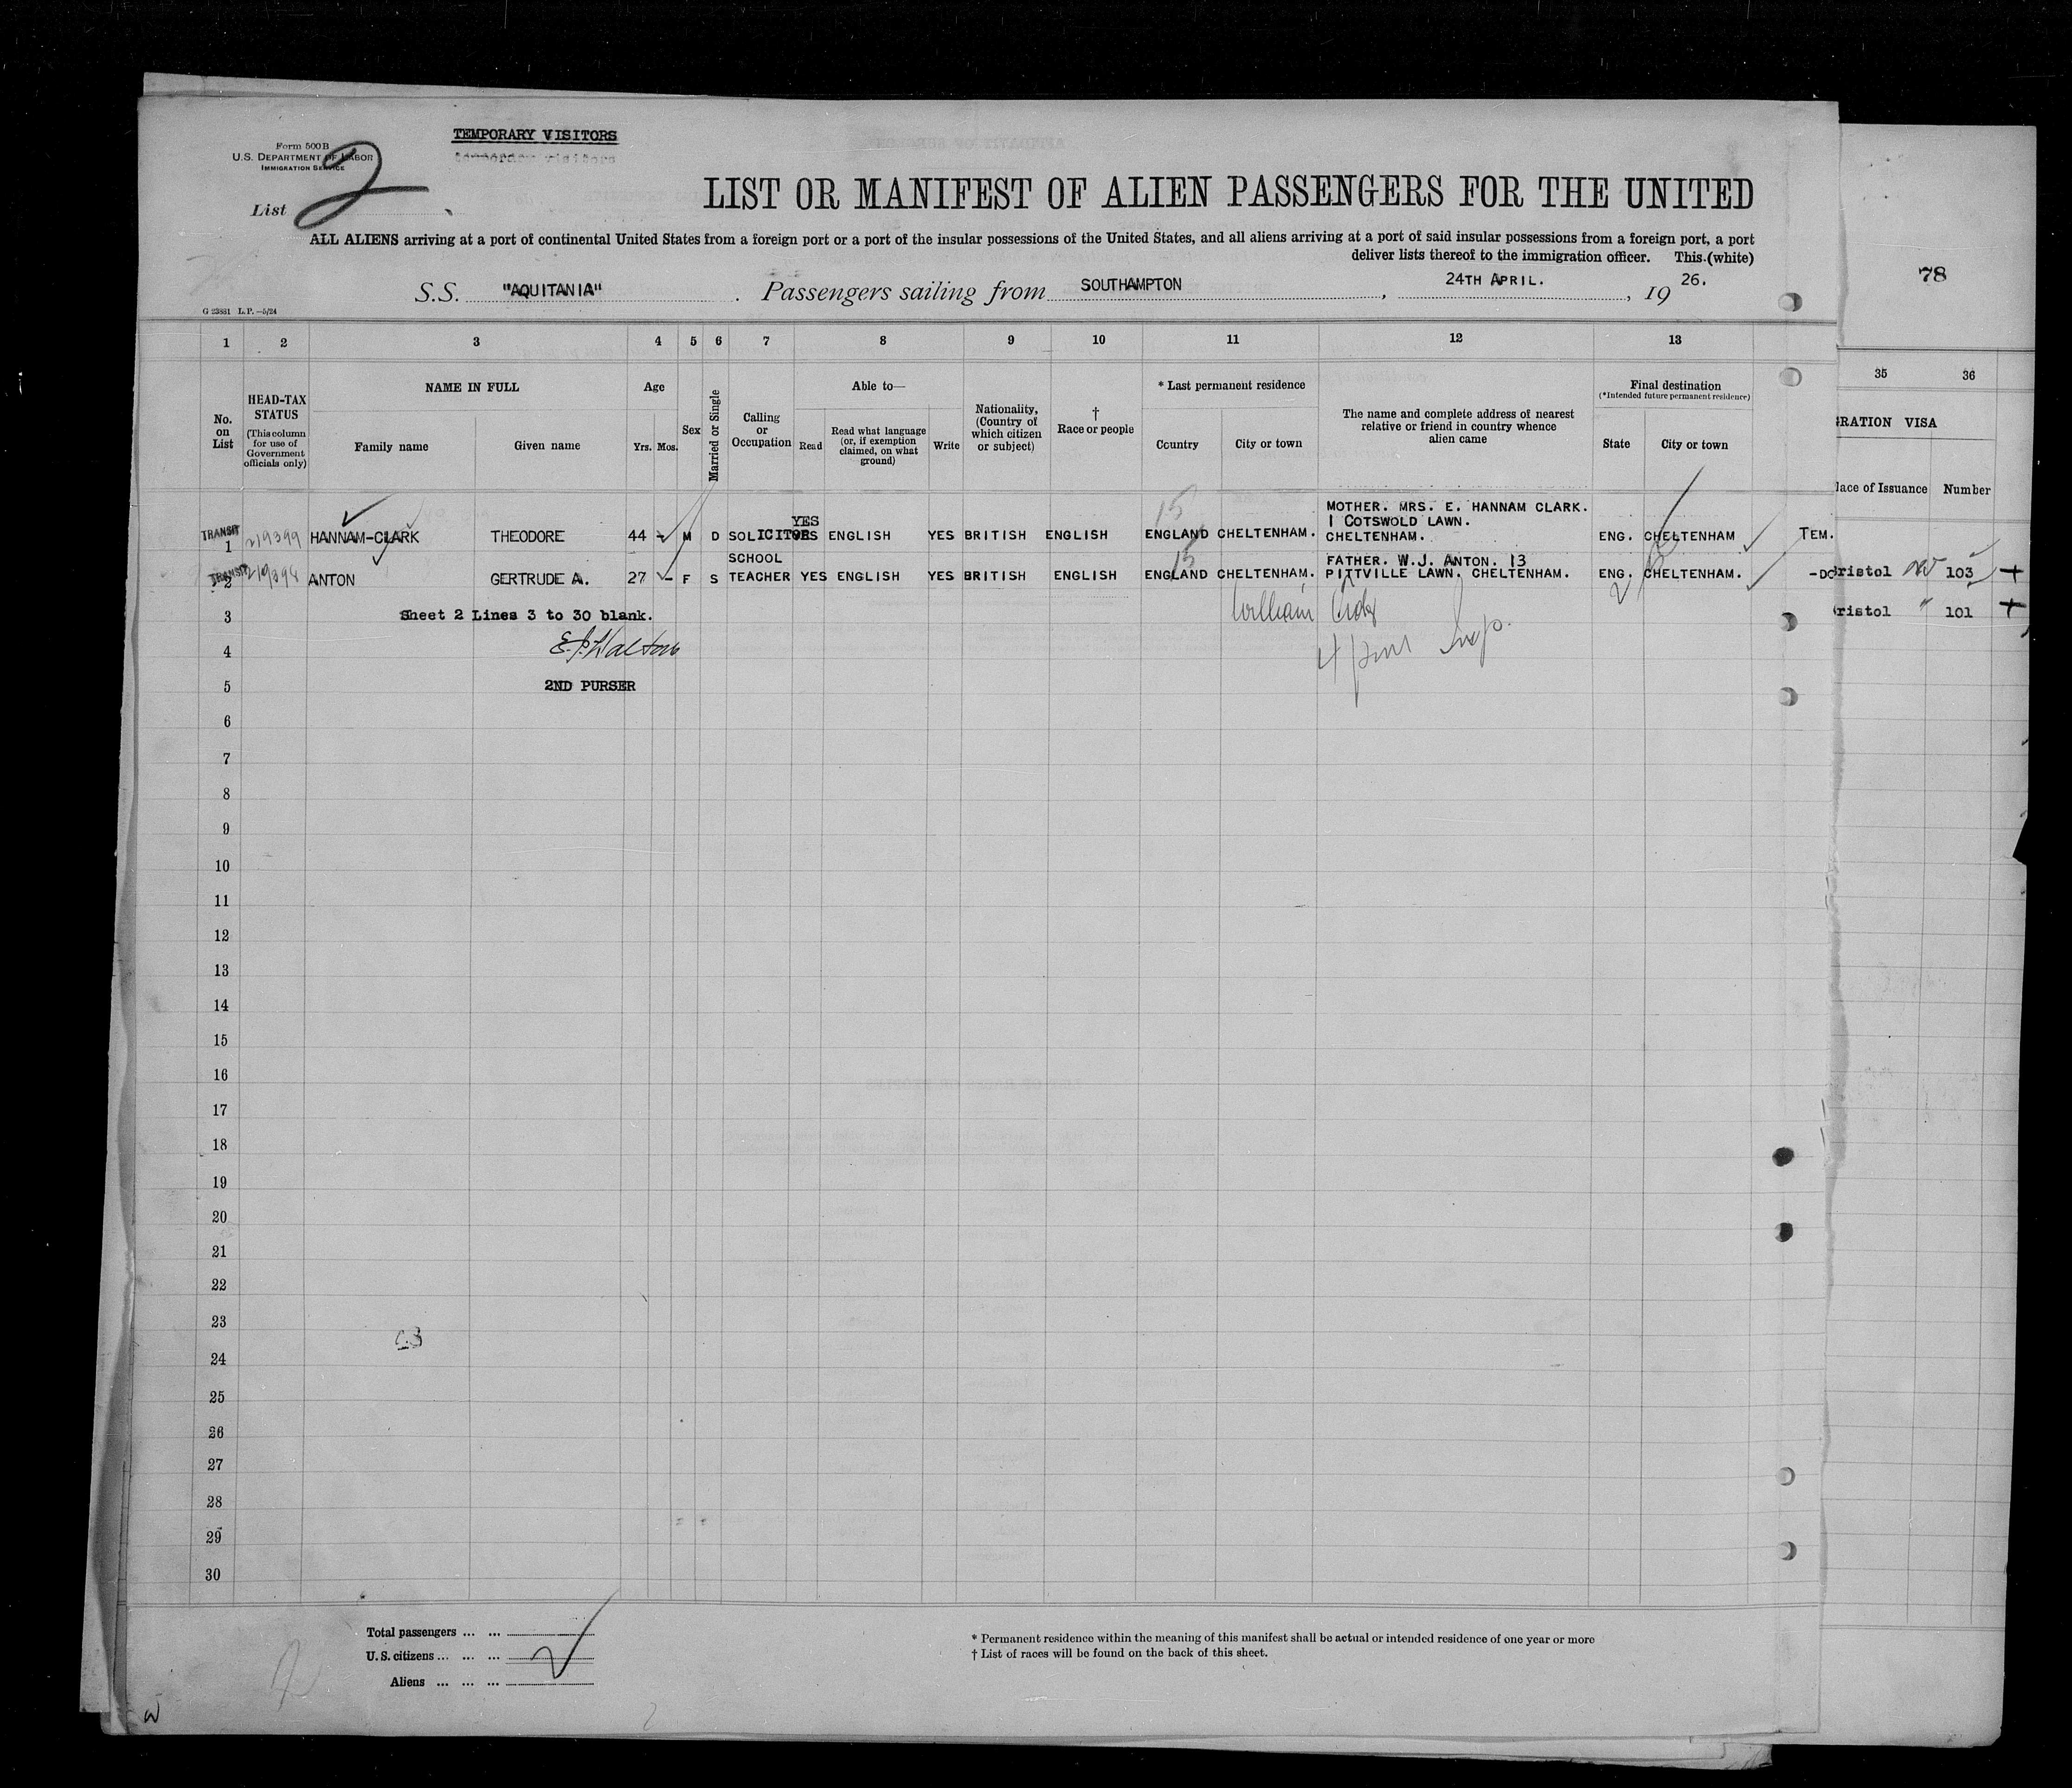 TEMPORARY VISITORS
Form 500 B
U.S. DEPARTMENT OF LABOR
IMMIGRATION SERVICE
List 2
LIST OR MANIFEST OF ALIEN PASSENGERS FOR THE UNITED
ALL ALIENS arriving at a port of continental United States from a foreign port or a port of the insular possessions of the United States, and all aliens arriving at a port of said insular possessions from a foreign port, a port
deliver lists thereof to the immigration officer. This (white)
S.S. "AQUITANIA" . Passengers sailing from SOUTHAMPTON , 24TH APRIL. , 19 26.
78
G 23881 L.P.—5/24
1 2 3 4 5 6 7 8 9 10 11 12 13
35 36
No. on List
HEAD-TAX STATUS (This column for use of Government officials only)
NAME IN FULL
Family name Given name
Age
Yrs. Mos.
Sex
Married or Single
Calling or Occupation
Able to—
Read
Read what language (or, if exemption claimed, on what ground)
Write
Nationality, (Country of which citizen or subject)
† Race or people
* Last permanent residence
Country City or town
The name and complete address of nearest relative or friend in country whence alien came
Final destination
(*Intended future permanent residence)
State City or town
GRATION VISA
lace of Issuance Number
TRANSIT 1 219399 HANNAM-CLARK THEODORE 44 - M D SOLICITOR YES ENGLISH YES BRITISH ENGLISH ENGLAND CHELTENHAM. MOTHER. MRS. E. HANNAM CLARK.
1 COTSWOLD LAWN.
CHELTENHAM. ENG. CHELTENHAM TEM.
TRANSIT 2 219398 ANTON GERTRUDE A. 27 - F S SCHOOL TEACHER YES ENGLISH YES BRITISH ENGLISH ENGLAND CHELTENHAM. FATHER. W.J. ANTON. 13
PITTVILLE LAWN. CHELTENHAM. ENG. CHELTENHAM. -DO
ristol 103 +
ristol " 101 +
15
15
3 Sheet 2 Lines 3 to 30 blank.
William
4
5 2ND PURSER
6
7
8
9
10
11
12
13
14
15
16
17
18
19
20
21
22
23
24
25
26
27
28
29
30
Total passengers ... ...
U.S. citizens ... ... ...
Aliens ... ... ...
* Permanent residence within the meaning of this manifest shall be actual or intended residence of one year or more
† List of races will be found on the back of this sheet.